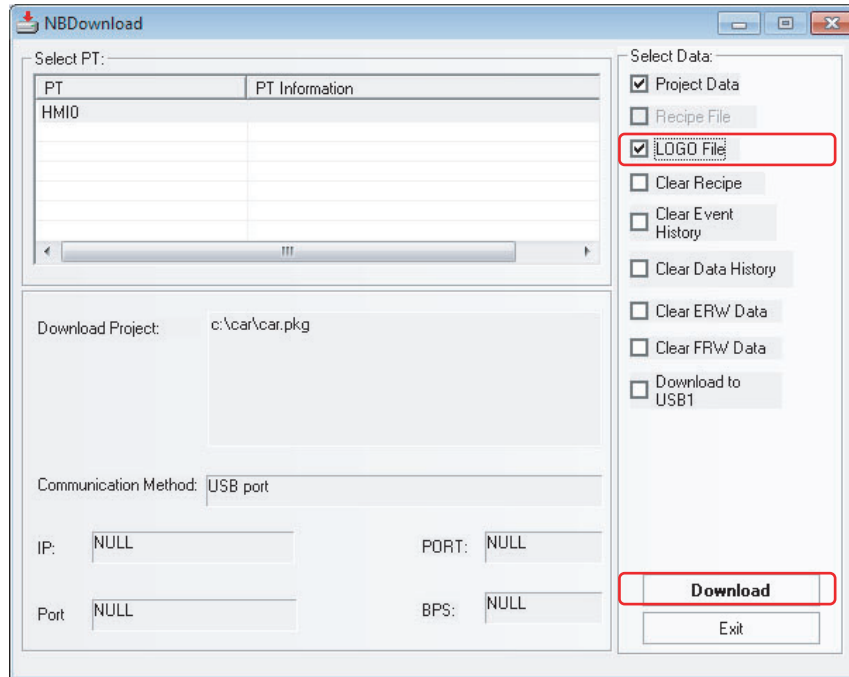 NBDownload
Select PT:
PT
PT Information
HMI0
Download Project:
c:\car\car.pkg
Communication Method:
USB port
IP:
NULL
PORT:
NULL
Port
NULL
BPS:
NULL
Select Data:
Project Data
Recipe File
LOGO File
Clear Recipe
Clear Event
History
Clear Data History
Clear ERW Data
Clear FRW Data
Download to
USB1
Download
Exit